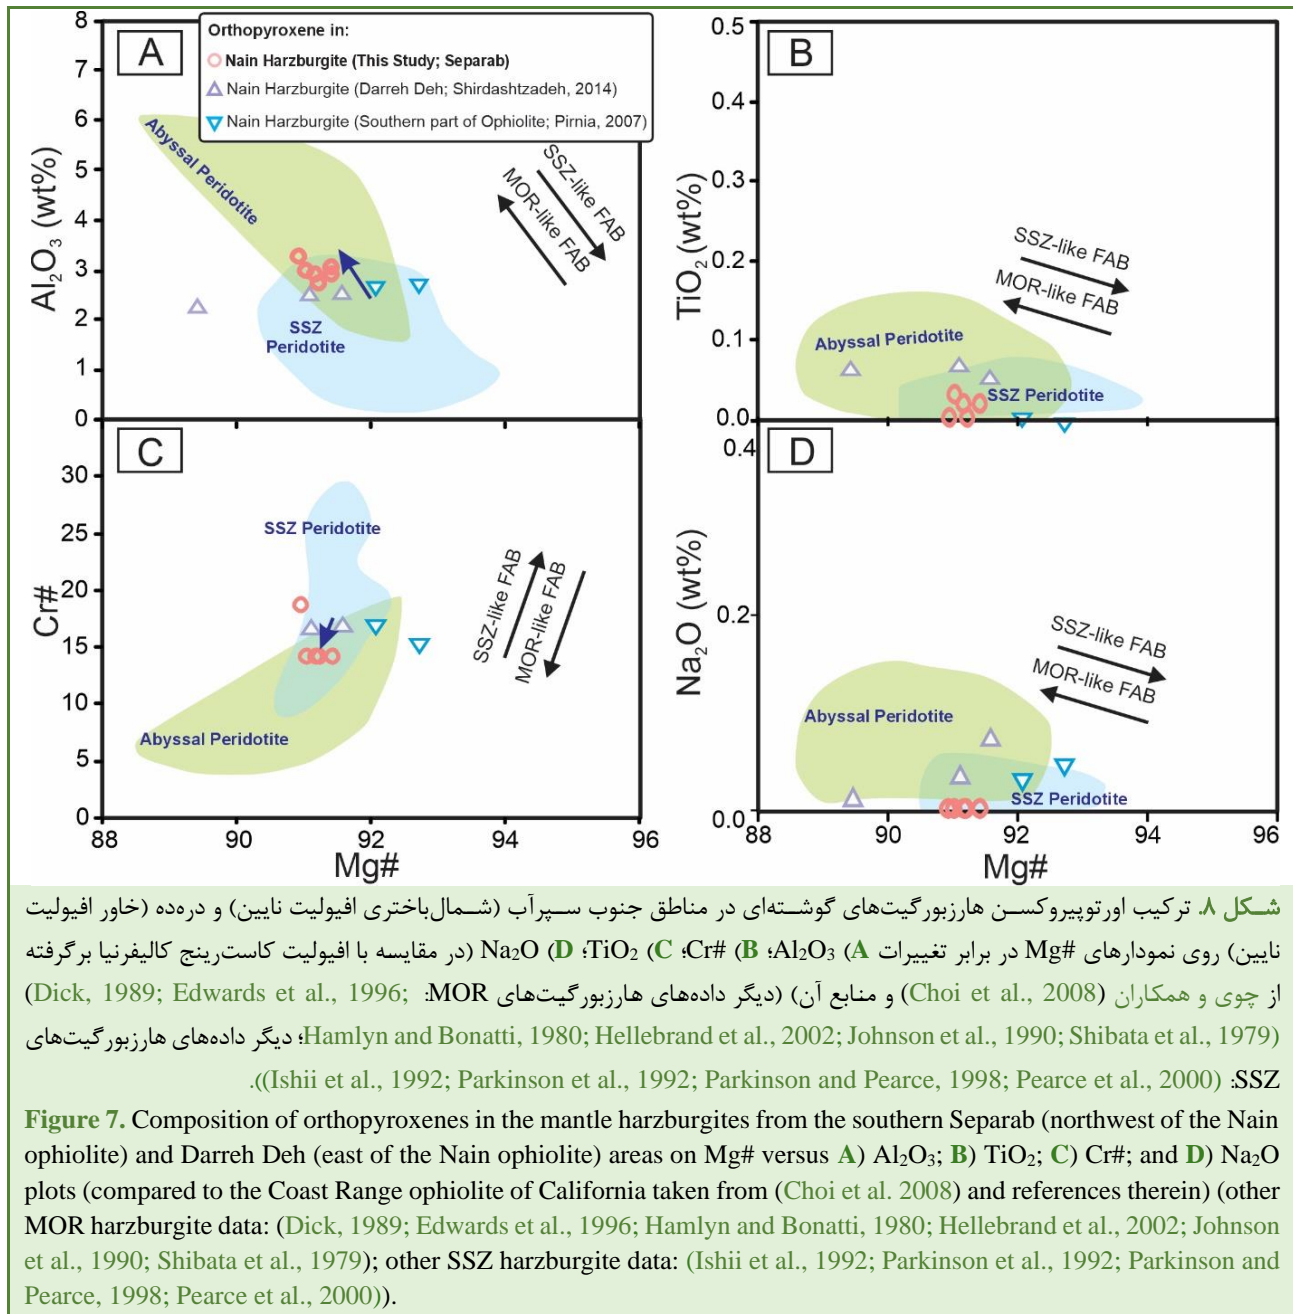 A
Orthopyroxene in:
Nain Harzburgite (This Study; Separab)
Nain Harzburgite (Darreh Deh; Shirdashtzadeh, 2014)
Nain Harzburgite (Southern part of Ophiolite; Pirnia, 2007)
8
7
6
5
4
3
2
1
0
Al₂O₃ (wt%)
Abyssal Peridotite
SSZ
Peridotite
SSZ-like FAB
MOR-like FAB
B
0.5
0.4
0.3
0.2
0.1
0.0
TiO₂ (wt%)
SSZ-like FAB
MOR-like FAB
Abyssal Peridotite
SSZ Peridotite
C
30
25
20
15
10
5
0
Cr#
SSZ Peridotite
Abyssal Peridotite
SSZ-like FAB
MOR-like FAB
88
90
92
94
96
Mg#
D
0.4
0.2
0.0
Na₂O (wt%)
SSZ-like FAB
MOR-like FAB
Abyssal Peridotite
SSZ Peridotite
88
90
92
94
96
Mg#
شکل ۸. ترکیب اورتوپیروکسن هارزبورگیت‌های گوشته‌ای در مناطق جنوب سپرآب (شمال‌باختری افیولیت نایین) و دره‌ده (خاور افیولیت
نایین) روی نمودارهای Mg# در برابر تغییرات A) Al₂O₃؛ B) Cr#؛ C) TiO₂؛ D) Na₂O (در مقایسه با افیولیت کاست‌رینج کالیفرنیا برگرفته
از چوی و همکاران (Choi et al., 2008) و منابع آن) (دیگر داده‌های هارزبورگیت‌های MOR: (Dick, 1989; Edwards et al., 1996;
Hamlyn and Bonatti, 1980; Hellebrand et al., 2002; Johnson et al., 1990; Shibata et al., 1979)؛ دیگر داده‌های هارزبورگیت‌های
SSZ: (Ishii et al., 1992; Parkinson et al., 1992; Parkinson and Pearce, 1998; Pearce et al., 2000)).
Figure 7. Composition of orthopyroxenes in the mantle harzburgites from the southern Separab (northwest of the Nain
ophiolite) and Darreh Deh (east of the Nain ophiolite) areas on Mg# versus A) Al₂O₃; B) TiO₂; C) Cr#; and D) Na₂O
plots (compared to the Coast Range ophiolite of California taken from (Choi et al. 2008) and references therein) (other
MOR harzburgite data: (Dick, 1989; Edwards et al., 1996; Hamlyn and Bonatti, 1980; Hellebrand et al., 2002; Johnson
et al., 1990; Shibata et al., 1979); other SSZ harzburgite data: (Ishii et al., 1992; Parkinson et al., 1992; Parkinson and
Pearce, 1998; Pearce et al., 2000)).